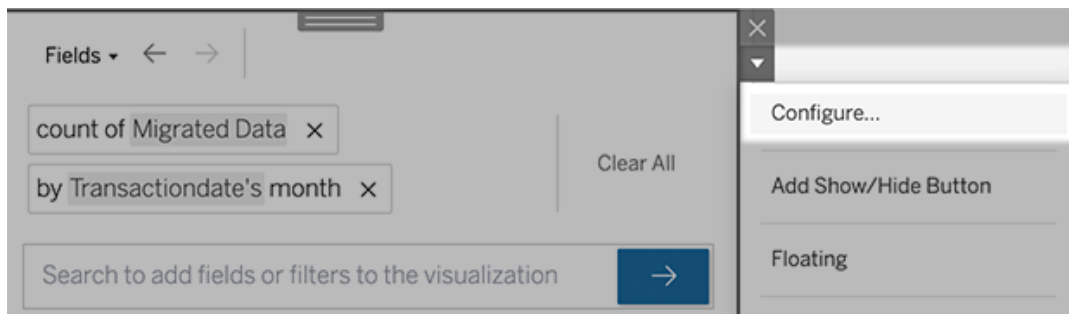 Fields
count of Migrated Data
by Transactiondate's month
Clear All
Search to add fields or filters to the visualization
Configure...
Add Show/Hide Button
Floating